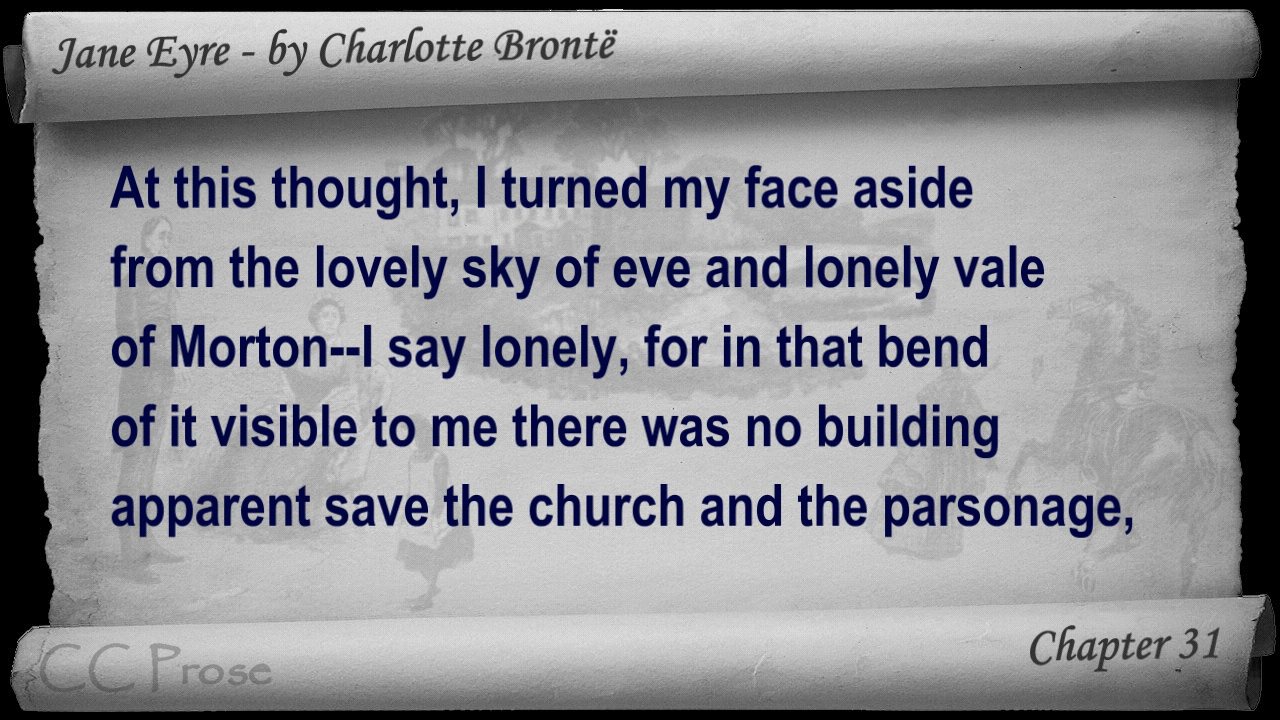 Jane Eyre - by Charlotte Brontë
At this thought, I turned my face aside
from the lovely sky of eve and lonely vale
of Morton--I say lonely, for in that bend
of it visible to me there was no building
apparent save the church and the parsonage,
Chapter 31
CC Prose